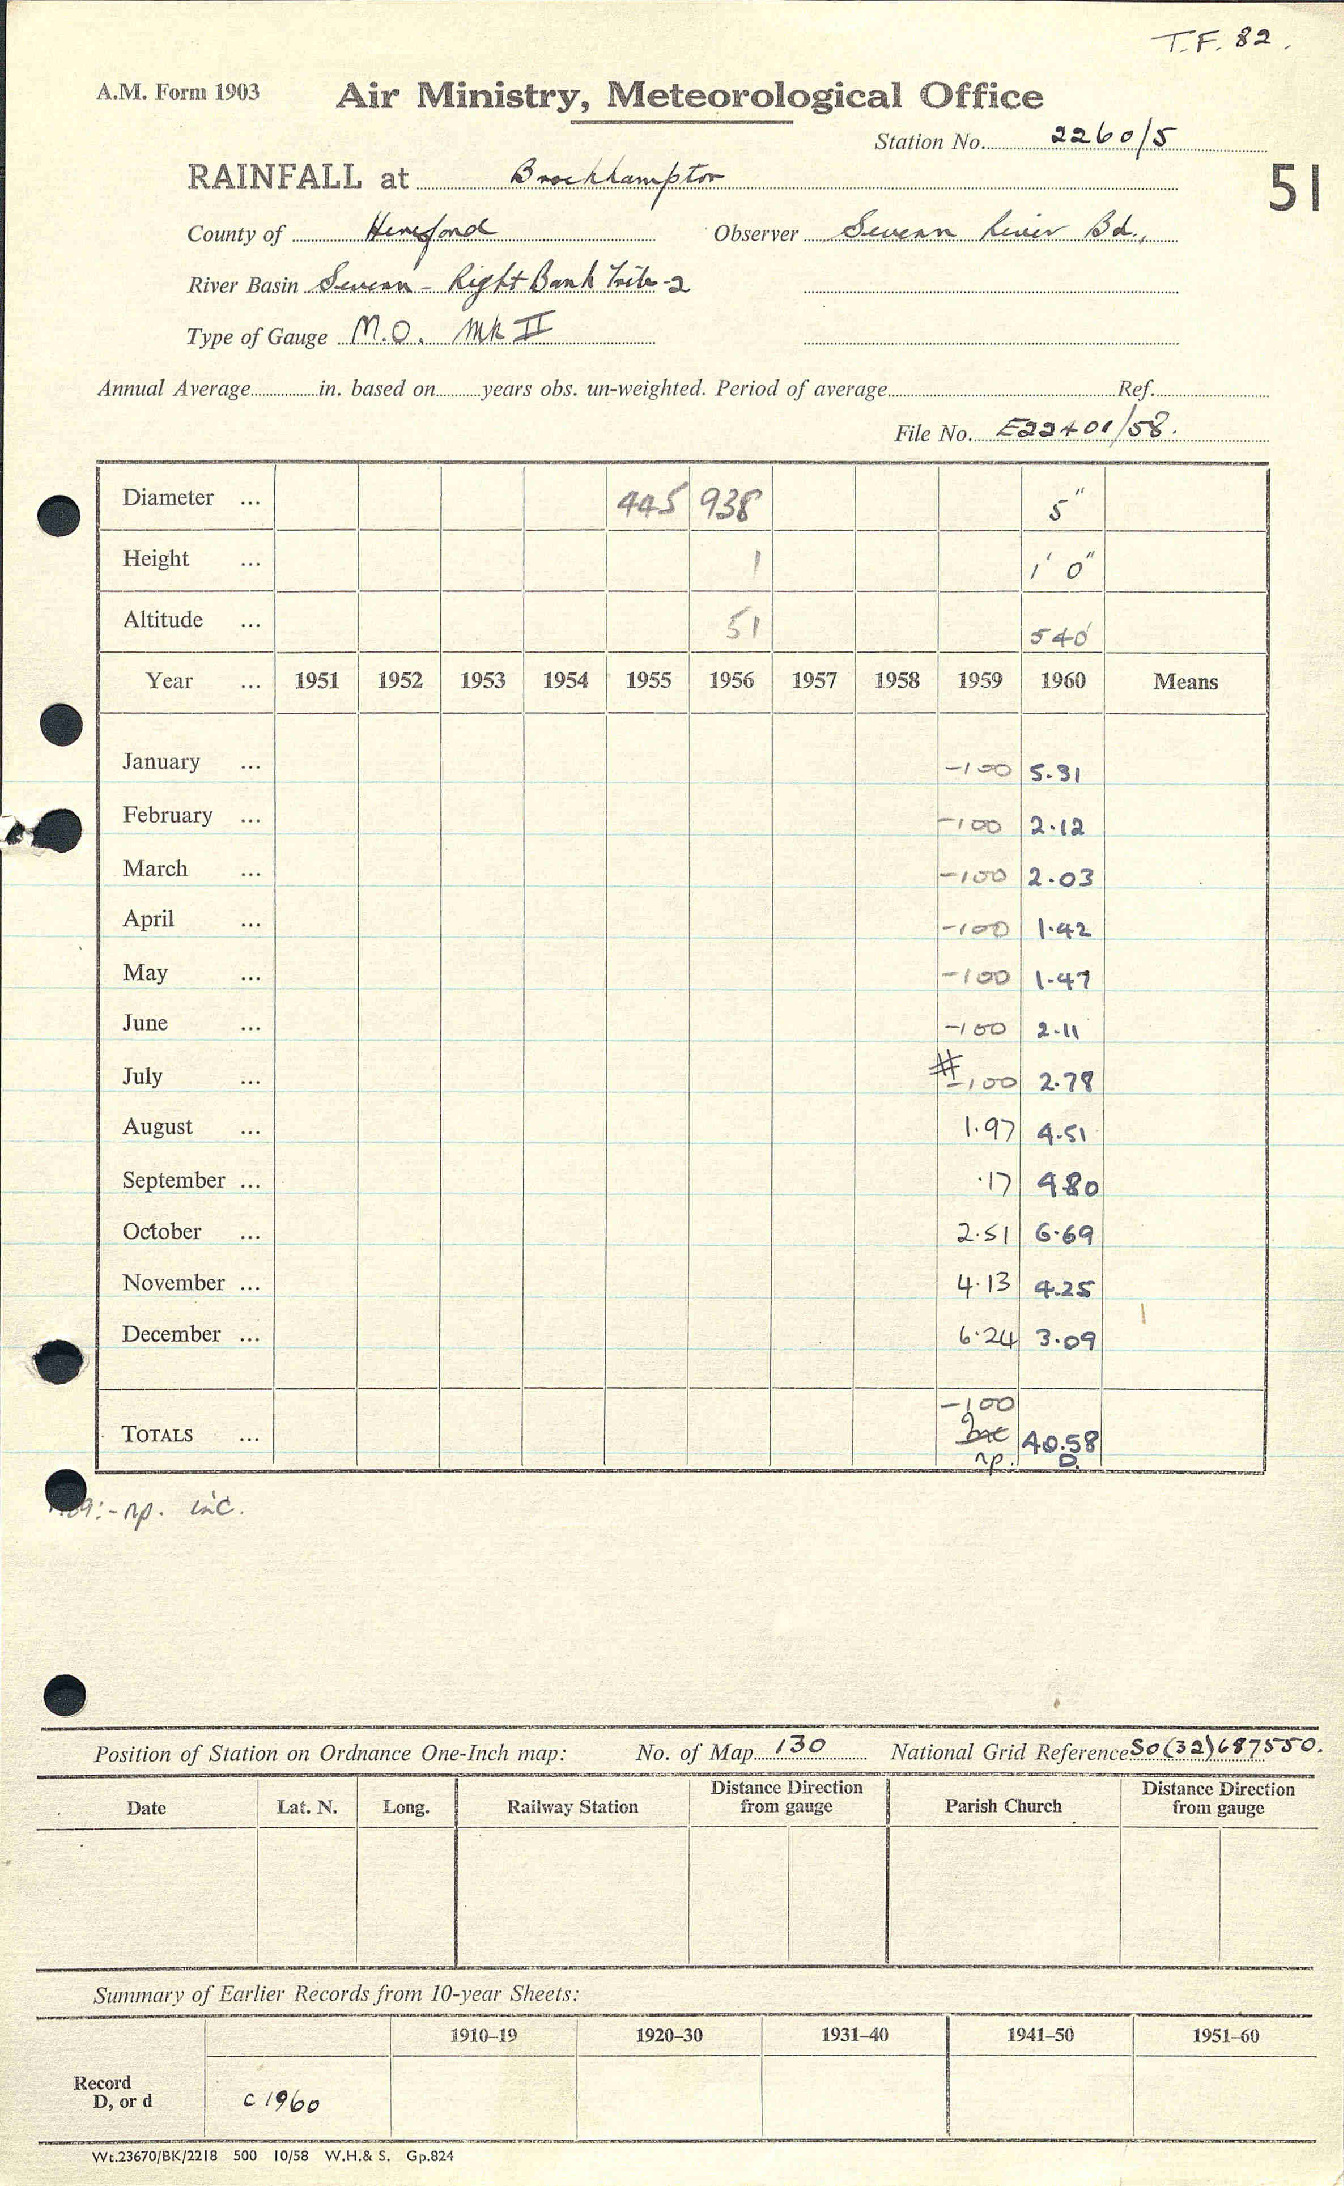 T.F. 82.
A.M. Form 1903
Air Ministry, Meteorological Office
Station No. 2260/5
51
RAINFALL at Brockhampton
County of Hereford Observer Severn River Bd.,
River Basin Severn - Right Bank Tribs - 2
Type of Gauge M.O. Mk II
Annual Average in. based on years obs. un-weighted. Period of average Ref.
File No. E22401/58.
Diameter ... 445 938 5"
Height ... 1 1' 0"
Altitude ... 51 540'
Year ... 1951 1952 1953 1954 1955 1956 1957 1958 1959 1960 Means
January ... -100 5.31
February ... -100 2.12
March ... -100 2.03
April ... -100 1.42
May ... -100 1.47
June ... -100 2.11
July ... # -100 2.78
August ... 1.97 4.51
September ... .17 4.80
October ... 2.51 6.69
November ... 4.13 4.25
December ... 6.24 3.09
-100
TOTALS ... Inc 40.58
np. D.
np. inc.
Position of Station on Ordnance One-Inch map: No. of Map 130 National Grid Reference SO(32)687550.
Date Lat. N. Long. Railway Station Distance Direction from gauge Parish Church Distance Direction from gauge
Summary of Earlier Records from 10-year Sheets:
1910-19 1920-30 1931-40 1941-50 1951-60
Record
D, or d c 1960
Wt.23670/BK/2218 500 10/58 W.H.& S. Gp.824